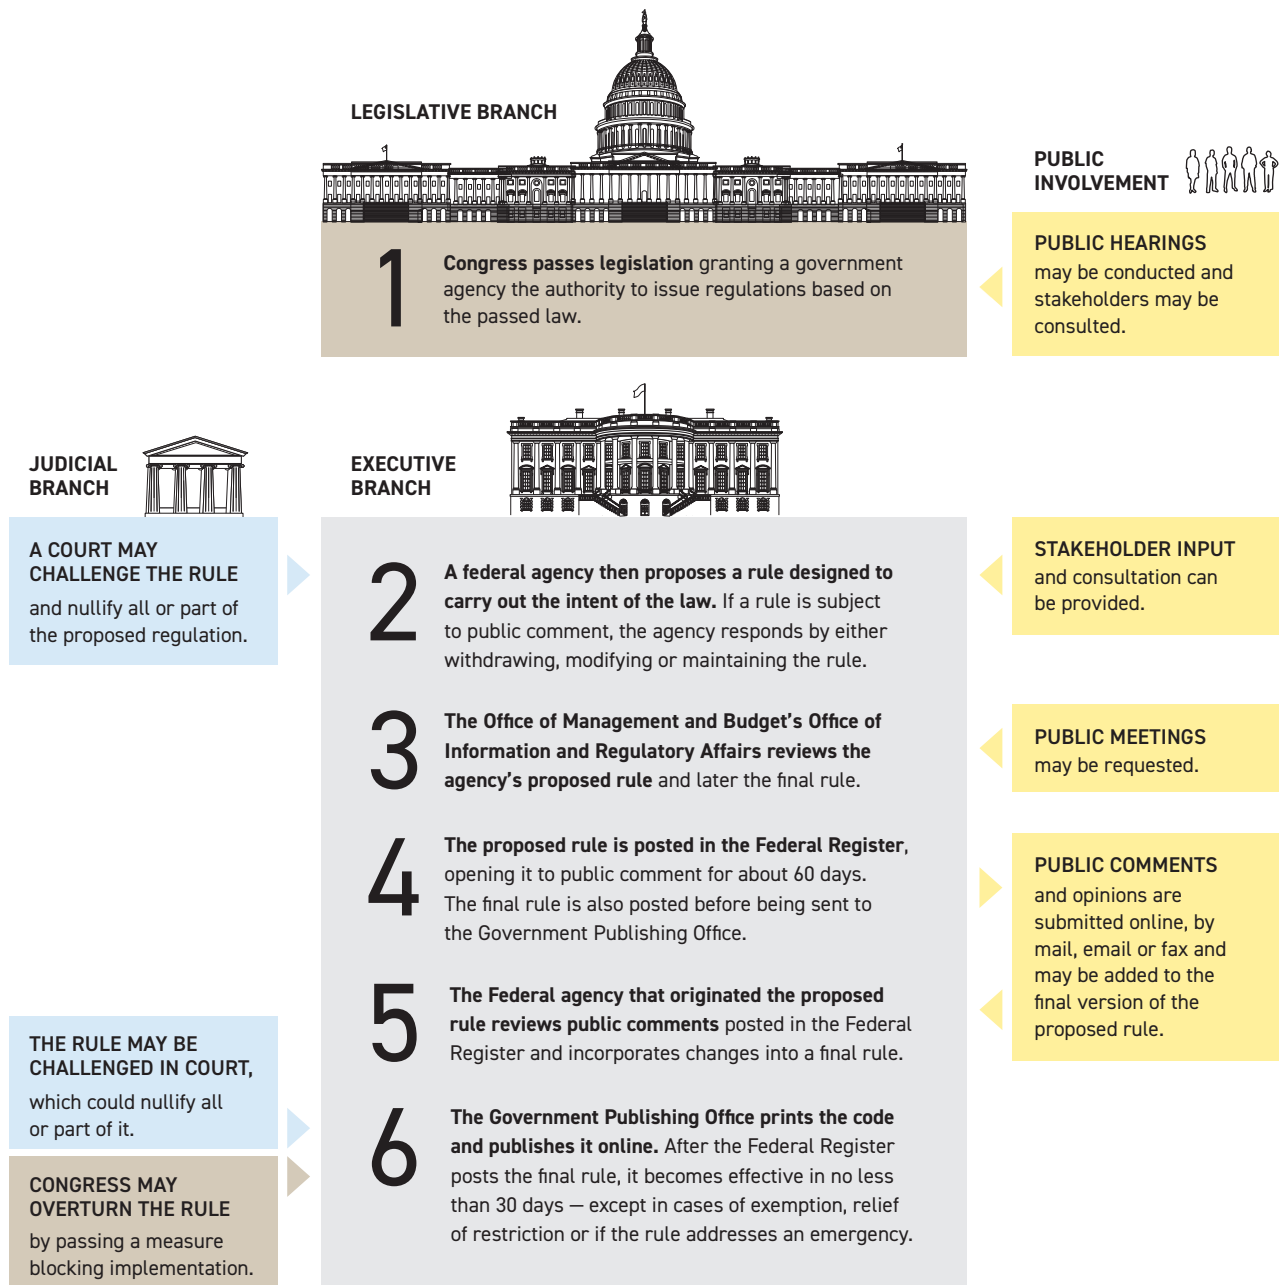 LEGISLATIVE BRANCH
PUBLIC
INVOLVEMENT
1
Congress passes legislation granting a government
agency the authority to issue regulations based on
the passed law.
PUBLIC HEARINGS
may be conducted and
stakeholders may be
consulted.
JUDICIAL
BRANCH
EXECUTIVE
BRANCH
A COURT MAY
CHALLENGE THE RULE
and nullify all or part of
the proposed regulation.
2
A federal agency then proposes a rule designed to
carry out the intent of the law. If a rule is subject
to public comment, the agency responds by either
withdrawing, modifying or maintaining the rule.
STAKEHOLDER INPUT
and consultation can
be provided.
3
The Office of Management and Budget’s Office of
Information and Regulatory Affairs reviews the
agency’s proposed rule and later the final rule.
PUBLIC MEETINGS
may be requested.
4
The proposed rule is posted in the Federal Register,
opening it to public comment for about 60 days.
The final rule is also posted before being sent to
the Government Publishing Office.
PUBLIC COMMENTS
and opinions are
submitted online, by
mail, email or fax and
may be added to the
final version of the
proposed rule.
5
The Federal agency that originated the proposed
rule reviews public comments posted in the Federal
Register and incorporates changes into a final rule.
THE RULE MAY BE
CHALLENGED IN COURT,
which could nullify all
or part of it.
6
The Government Publishing Office prints the code
and publishes it online. After the Federal Register
posts the final rule, it becomes effective in no less
than 30 days — except in cases of exemption, relief
of restriction or if the rule addresses an emergency.
CONGRESS MAY
OVERTURN THE RULE
by passing a measure
blocking implementation.